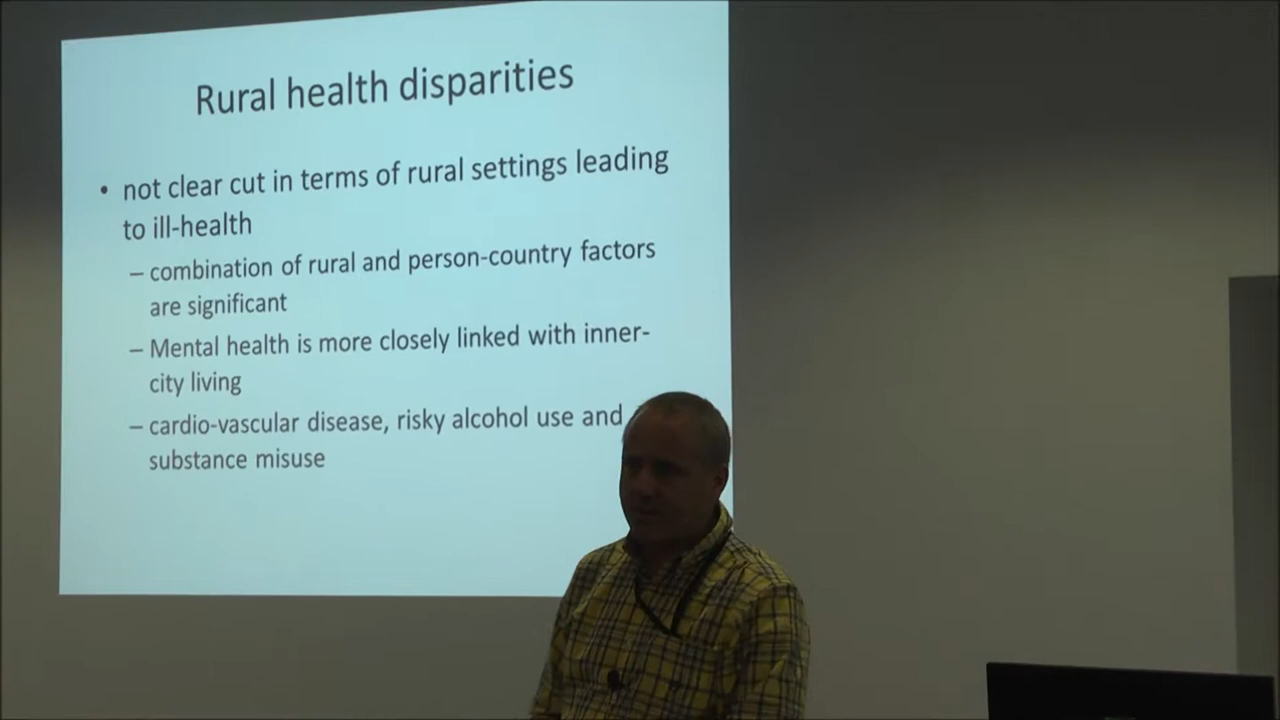 Rural health disparities
• not clear cut in terms of rural settings leading
to ill-health
– combination of rural and person-country factors
are significant
– Mental health is more closely linked with inner-
city living
– cardio-vascular disease, risky alcohol use and
substance misuse